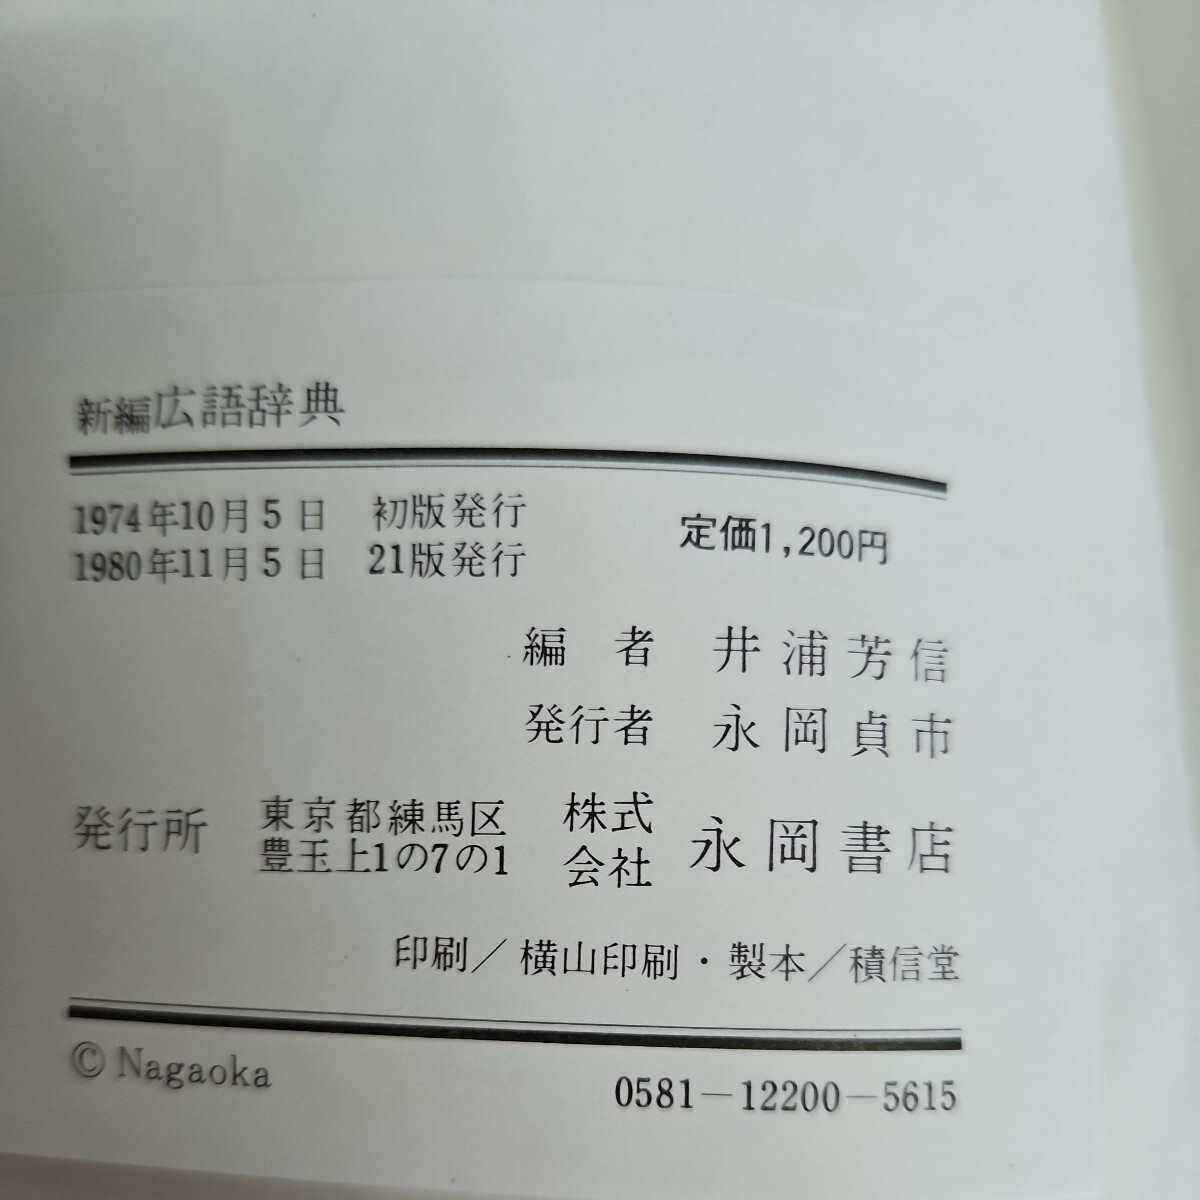 新編広語辞典
1974年10月5日 初版発行
1980年11月5日 21版発行
定価1,200円
編者 井浦芳信
発行者 永岡貞市
発行所 東京都練馬区豊玉上1の7の1 株式会社 永岡書店
印刷／横山印刷・製本／積信堂
© Nagaoka
0581－12200－5615